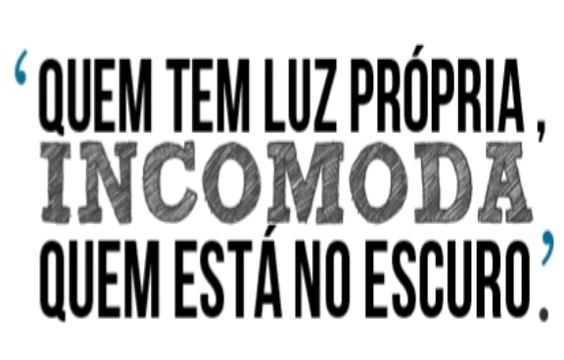 ‘QUEM TEM LUZ PRÓPRIA,
INCOMODA
QUEM ESTÁ NO ESCURO.’